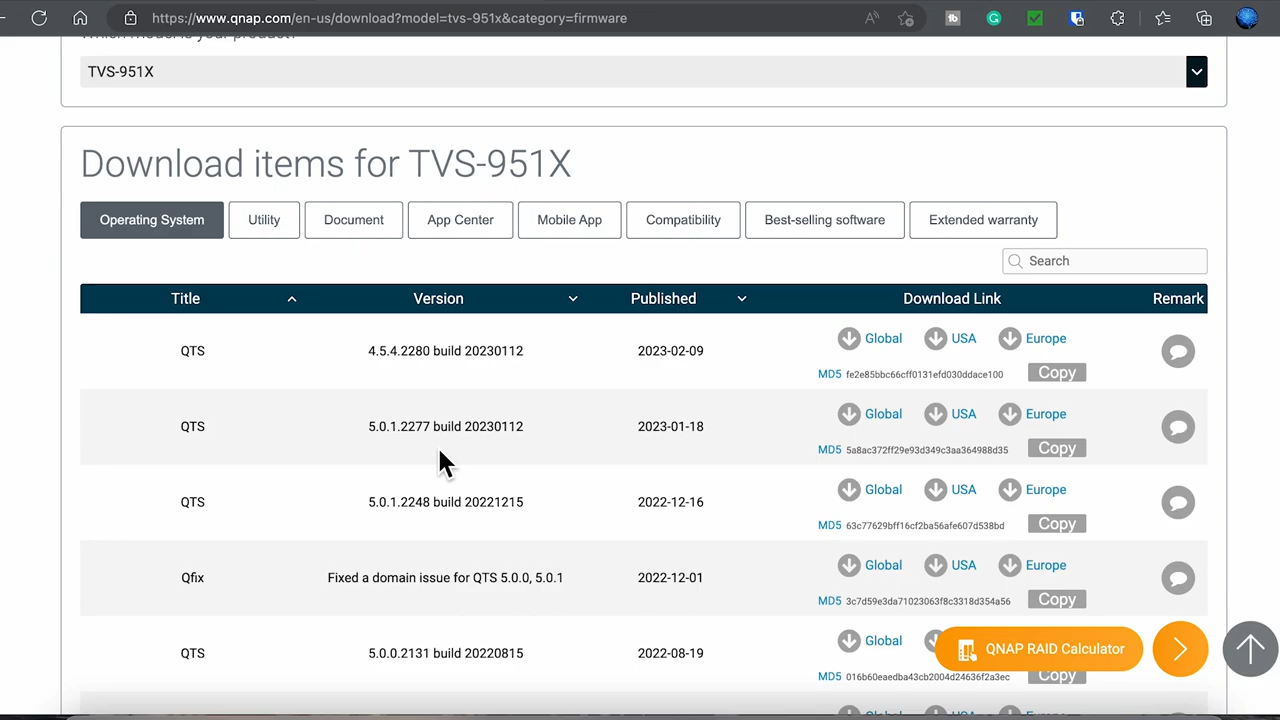 https://www.qnap.com/en-us/download?model=tvs-951x&category=firmware
Which model is your product?
TVS-951X
Download items for TVS-951X
Operating System Utility Document App Center Mobile App Compatibility Best-selling software Extended warranty
Search
Title Version Published Download Link Remark
QTS 4.5.4.2280 build 20230112 2023-02-09 Global USA Europe
MD5 fe2e85bbc66cff0131efd030ddace100 Copy
QTS 5.0.1.2277 build 20230112 2023-01-18 Global USA Europe
MD5 5a8ac372ff29e93d349c3aa364988d35 Copy
QTS 5.0.1.2248 build 20221215 2022-12-16 Global USA Europe
MD5 63c77629bff16cf2ba56afe607d538bd Copy
Qfix Fixed a domain issue for QTS 5.0.0, 5.0.1 2022-12-01 Global USA Europe
MD5 3c7d59e3da71023063f8c3318d354a56 Copy
QTS 5.0.0.2131 build 20220815 2022-08-19 Global
QNAP RAID Calculator
MD5 016b60eaedba43cb2004d24636f2a3ec Copy